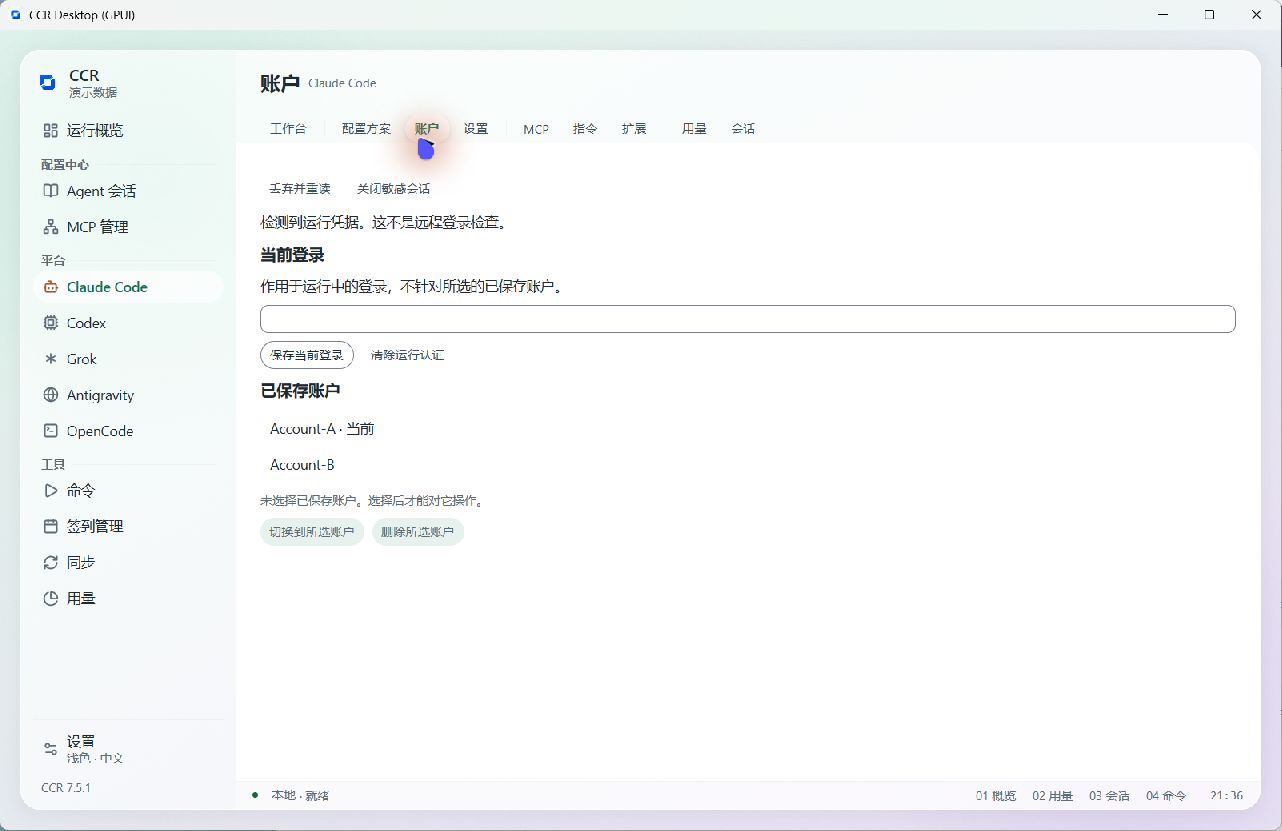 CCR Desktop (GPUI)
CCR
演示数据
运行概览
配置中心
Agent 会话
MCP 管理
平台
Claude Code
Codex
Grok
Antigravity
OpenCode
工具
命令
签到管理
同步
用量
设置
浅色 · 中文
CCR 7.5.1
账户 Claude Code
工作台 配置方案 账户 设置 MCP 指令 扩展 用量 会话
丢弃并重读 关闭敏感会话
检测到运行凭据。这不是远程登录检查。
当前登录
作用于运行中的登录，不针对所选的已保存账户。
保存当前登录 清除运行认证
已保存账户
Account-A · 当前
Account-B
未选择已保存账户。选择后才能对它操作。
切换到所选账户 删除所选账户
本地 · 就绪 01 概览 02 用量 03 会话 04 命令 21:36